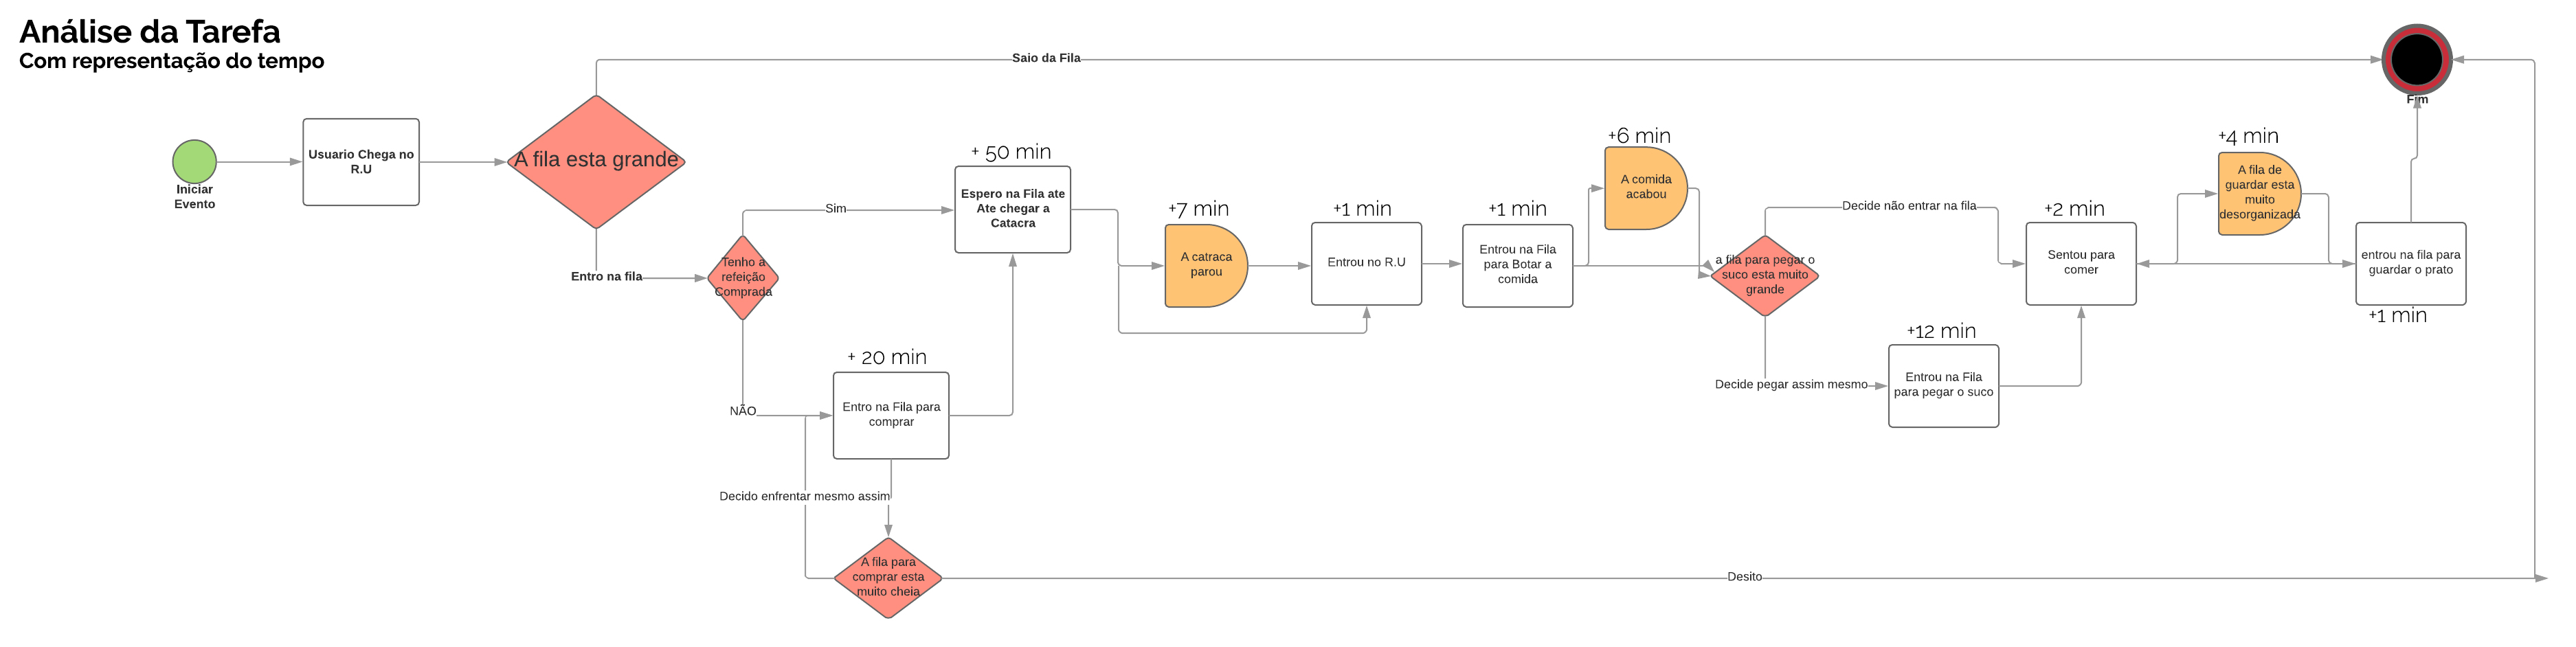 Análise da Tarefa
Com representação do tempo
Iniciar
Evento
Usuario Chega no
R.U
A fila esta grande
Saio da Fila
Entro na fila
Tenho a
refeição
Comprada
Sim
NÃO
+ 50 min
Espero na Fila ate
Ate chegar a
Catacra
+ 20 min
Entro na Fila para
comprar
Decido enfrentar mesmo assim
A fila para
comprar esta
muito cheia
Desito
+7 min
A catraca
parou
+1 min
Entrou no R.U
+1 min
Entrou na Fila
para Botar a
comida
+6 min
A comida
acabou
a fila para pegar o
suco esta muito
grande
Decide não entrar na fila
Decide pegar assim mesmo
+12 min
Entrou na Fila
para pegar o suco
+2 min
Sentou para
comer
+4 min
A fila de
guardar esta
muito
desorganizada
entrou na fila para
guardar o prato
+1 min
Fim